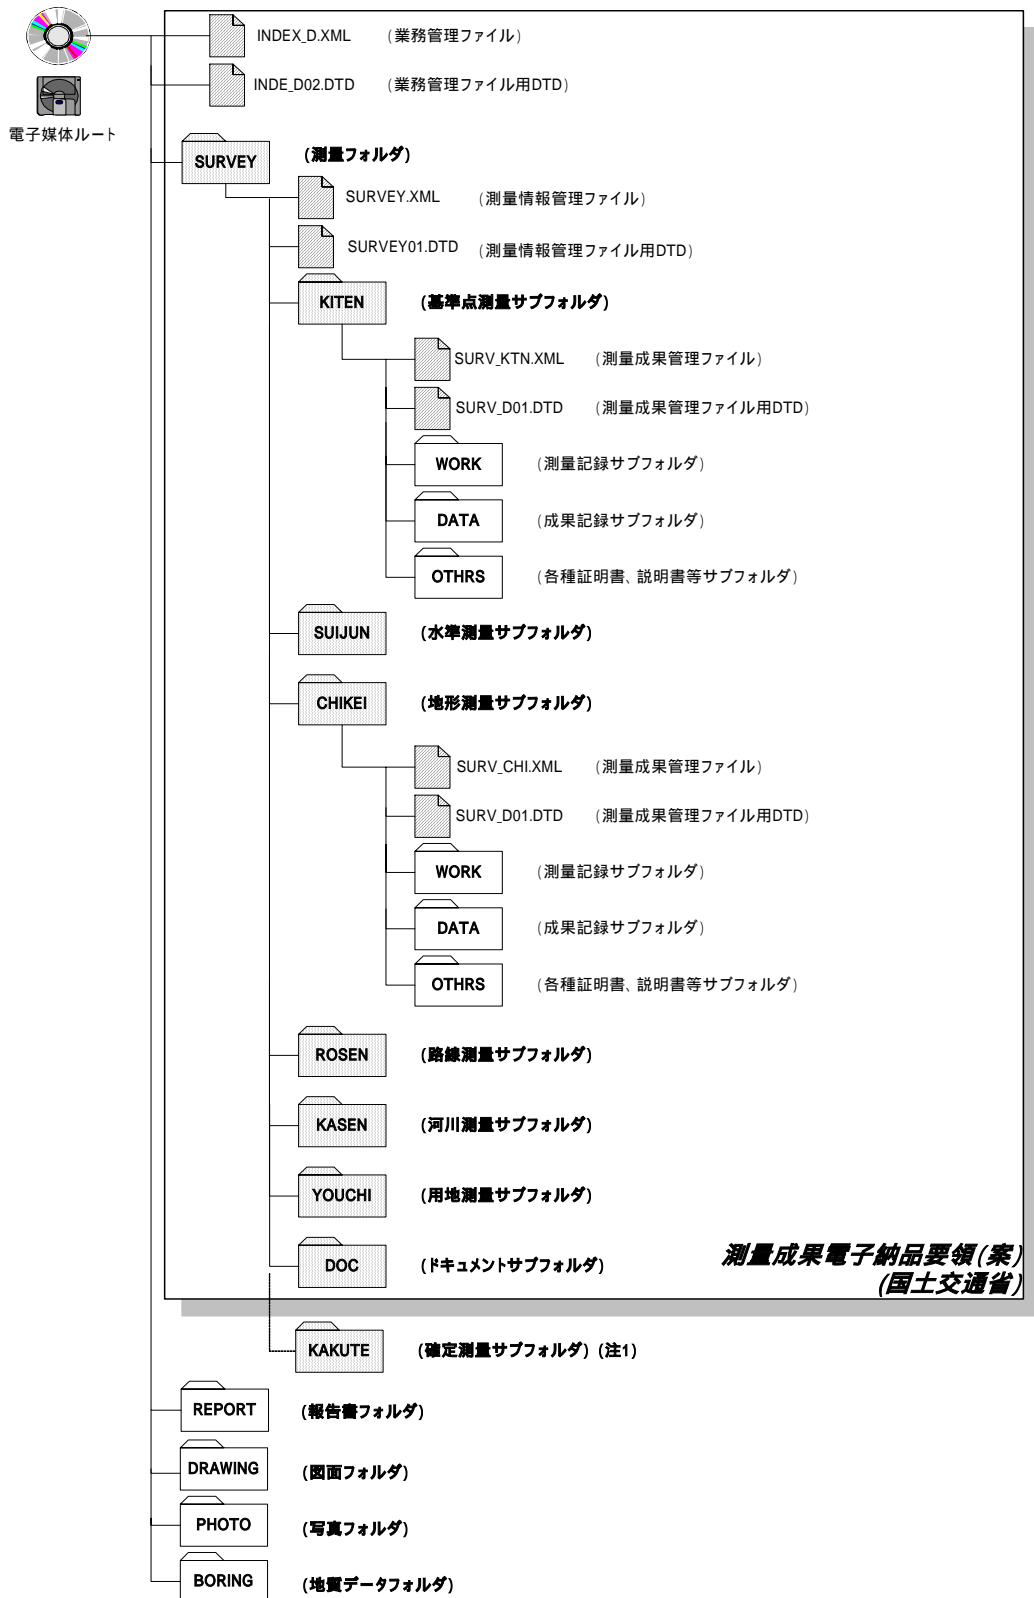 INDEX_D.XML （業務管理ファイル）
INDE_D02.DTD （業務管理ファイル用DTD）
電子媒体ルート
SURVEY （測量フォルダ）
SURVEY.XML （測量情報管理ファイル）
SURVEY01.DTD （測量情報管理ファイル用DTD）
KITEN （基準点測量サブフォルダ）
SURV_KTN.XML （測量成果管理ファイル）
SURV_D01.DTD （測量成果管理ファイル用DTD）
WORK （測量記録サブフォルダ）
DATA （成果記録サブフォルダ）
OTHRS （各種証明書、説明書等サブフォルダ）
SUIJUN （水準測量サブフォルダ）
CHIKEI （地形測量サブフォルダ）
SURV_CHI.XML （測量成果管理ファイル）
SURV_D01.DTD （測量成果管理ファイル用DTD）
WORK （測量記録サブフォルダ）
DATA （成果記録サブフォルダ）
OTHRS （各種証明書、説明書等サブフォルダ）
ROSEN （路線測量サブフォルダ）
KASEN （河川測量サブフォルダ）
YOUCHI （用地測量サブフォルダ）
DOC （ドキュメントサブフォルダ）
測量成果電子納品要領（案）
（国土交通省）
KAKUTE （確定測量サブフォルダ）（注1）
REPORT （報告書フォルダ）
DRAWING （図面フォルダ）
PHOTO （写真フォルダ）
BORING （地質データフォルダ）